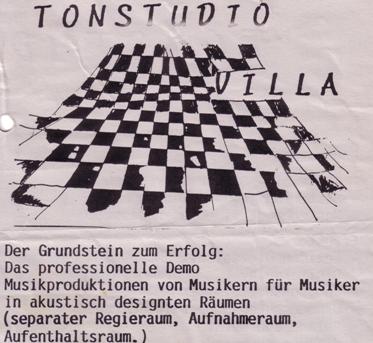 TONSTUDIO
VILLA
Der Grundstein zum Erfolg:
Das professionelle Demo
Musikproduktionen von Musikern für Musiker
in akustisch designten Räumen
(separater Regieraum, Aufnahmeraum,
Aufenthaltsraum.)